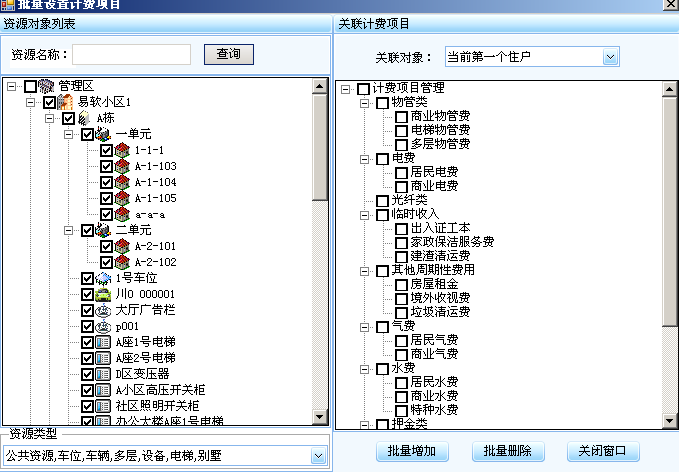 批量设置计费项目
资源对象列表
资源名称：
查询
管理区
易软小区1
A栋
一单元
1-1-1
A-1-103
A-1-104
A-1-105
a-a-a
二单元
A-2-101
A-2-102
1号车位
川0 000001
大厅广告栏
p001
A座1号电梯
A座2号电梯
D区变压器
A小区高压开关柜
社区照明开关柜
办公大楼A座1号电梯
资源类型
公共资源,车位,车辆,多层,设备,电梯,别墅
关联计费项目
关联对象：
当前第一个住户
计费项目管理
物管类
商业物管费
电梯物管费
多层物管费
电费
居民电费
商业电费
光纤类
临时收入
出入证工本
家政保洁服务费
建渣清运费
其他周期性费用
房屋租金
境外收视费
垃圾清运费
气费
居民气费
商业气费
水费
居民水费
商业水费
特种水费
押金类
批量增加
批量删除
关闭窗口